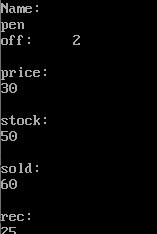 Name:
pen
off: 2
price:
30
stock:
50
sold:
60
rec:
25